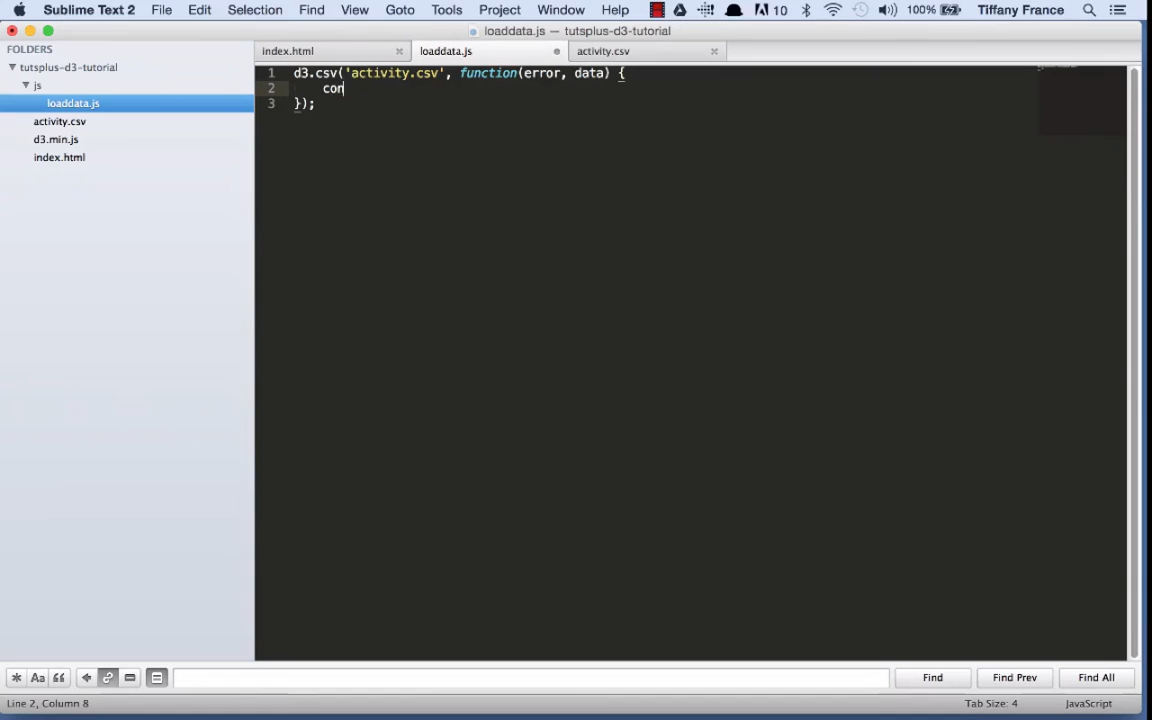 Sublime Text 2 File Edit Selection Find View Goto Tools Project Window Help 10 100% Tiffany France
loaddata.js — tutsplus-d3-tutorial
FOLDERS
tutsplus-d3-tutorial
js
loaddata.js
activity.csv
d3.min.js
index.html
index.html loaddata.js activity.csv
1 d3.csv('activity.csv', function(error, data) {
2 con
3 });
Aa Find Find Prev Find All
Line 2, Column 8 Tab Size: 4 JavaScript